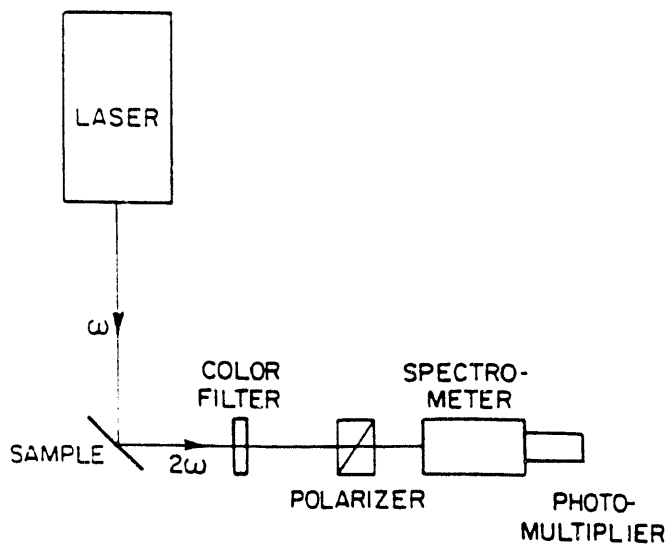 LASER
ω
COLOR
FILTER
SPECTRO-
METER
SAMPLE
2ω
POLARIZER
PHOTO-
MULTIPLIER